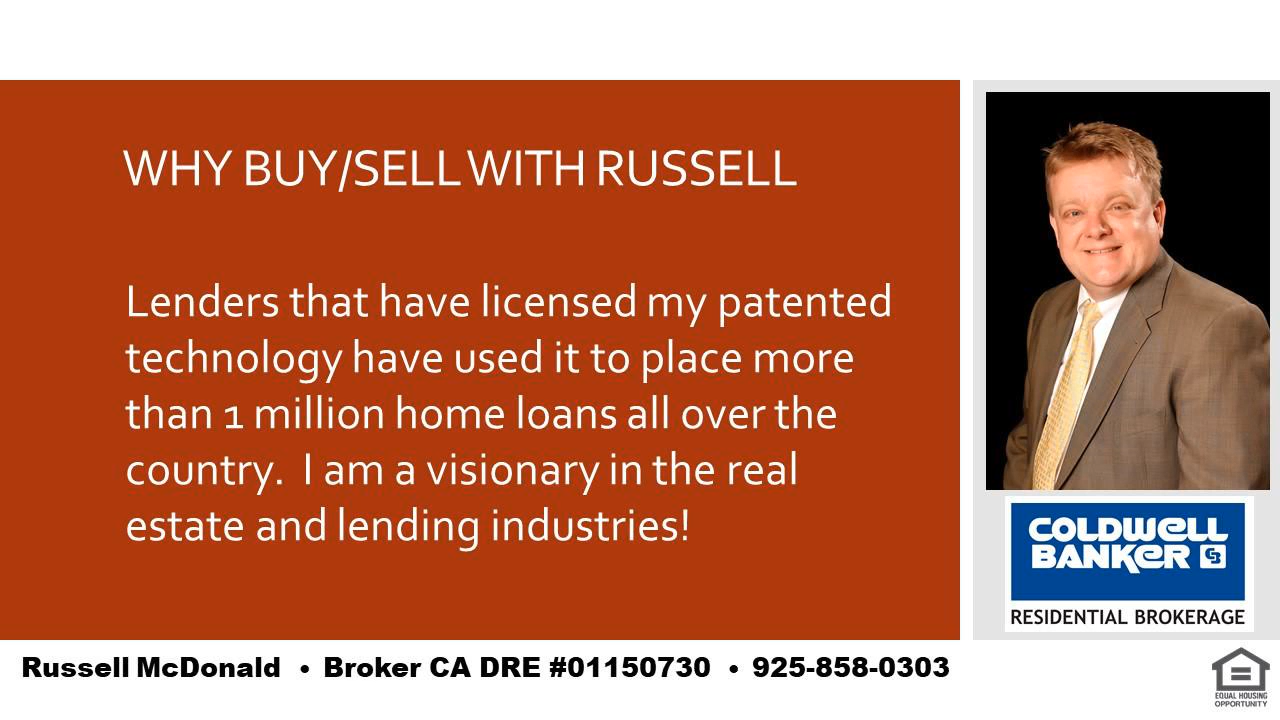 WHY BUY/SELL WITH RUSSELL
Lenders that have licensed my patented
technology have used it to place more
than 1 million home loans all over the
country.  I am a visionary in the real
estate and lending industries!
COLDWELL
BANKER CB
RESIDENTIAL BROKERAGE
Russell McDonald • Broker CA DRE #01150730 • 925-858-0303
EQUAL HOUSING
OPPORTUNITY